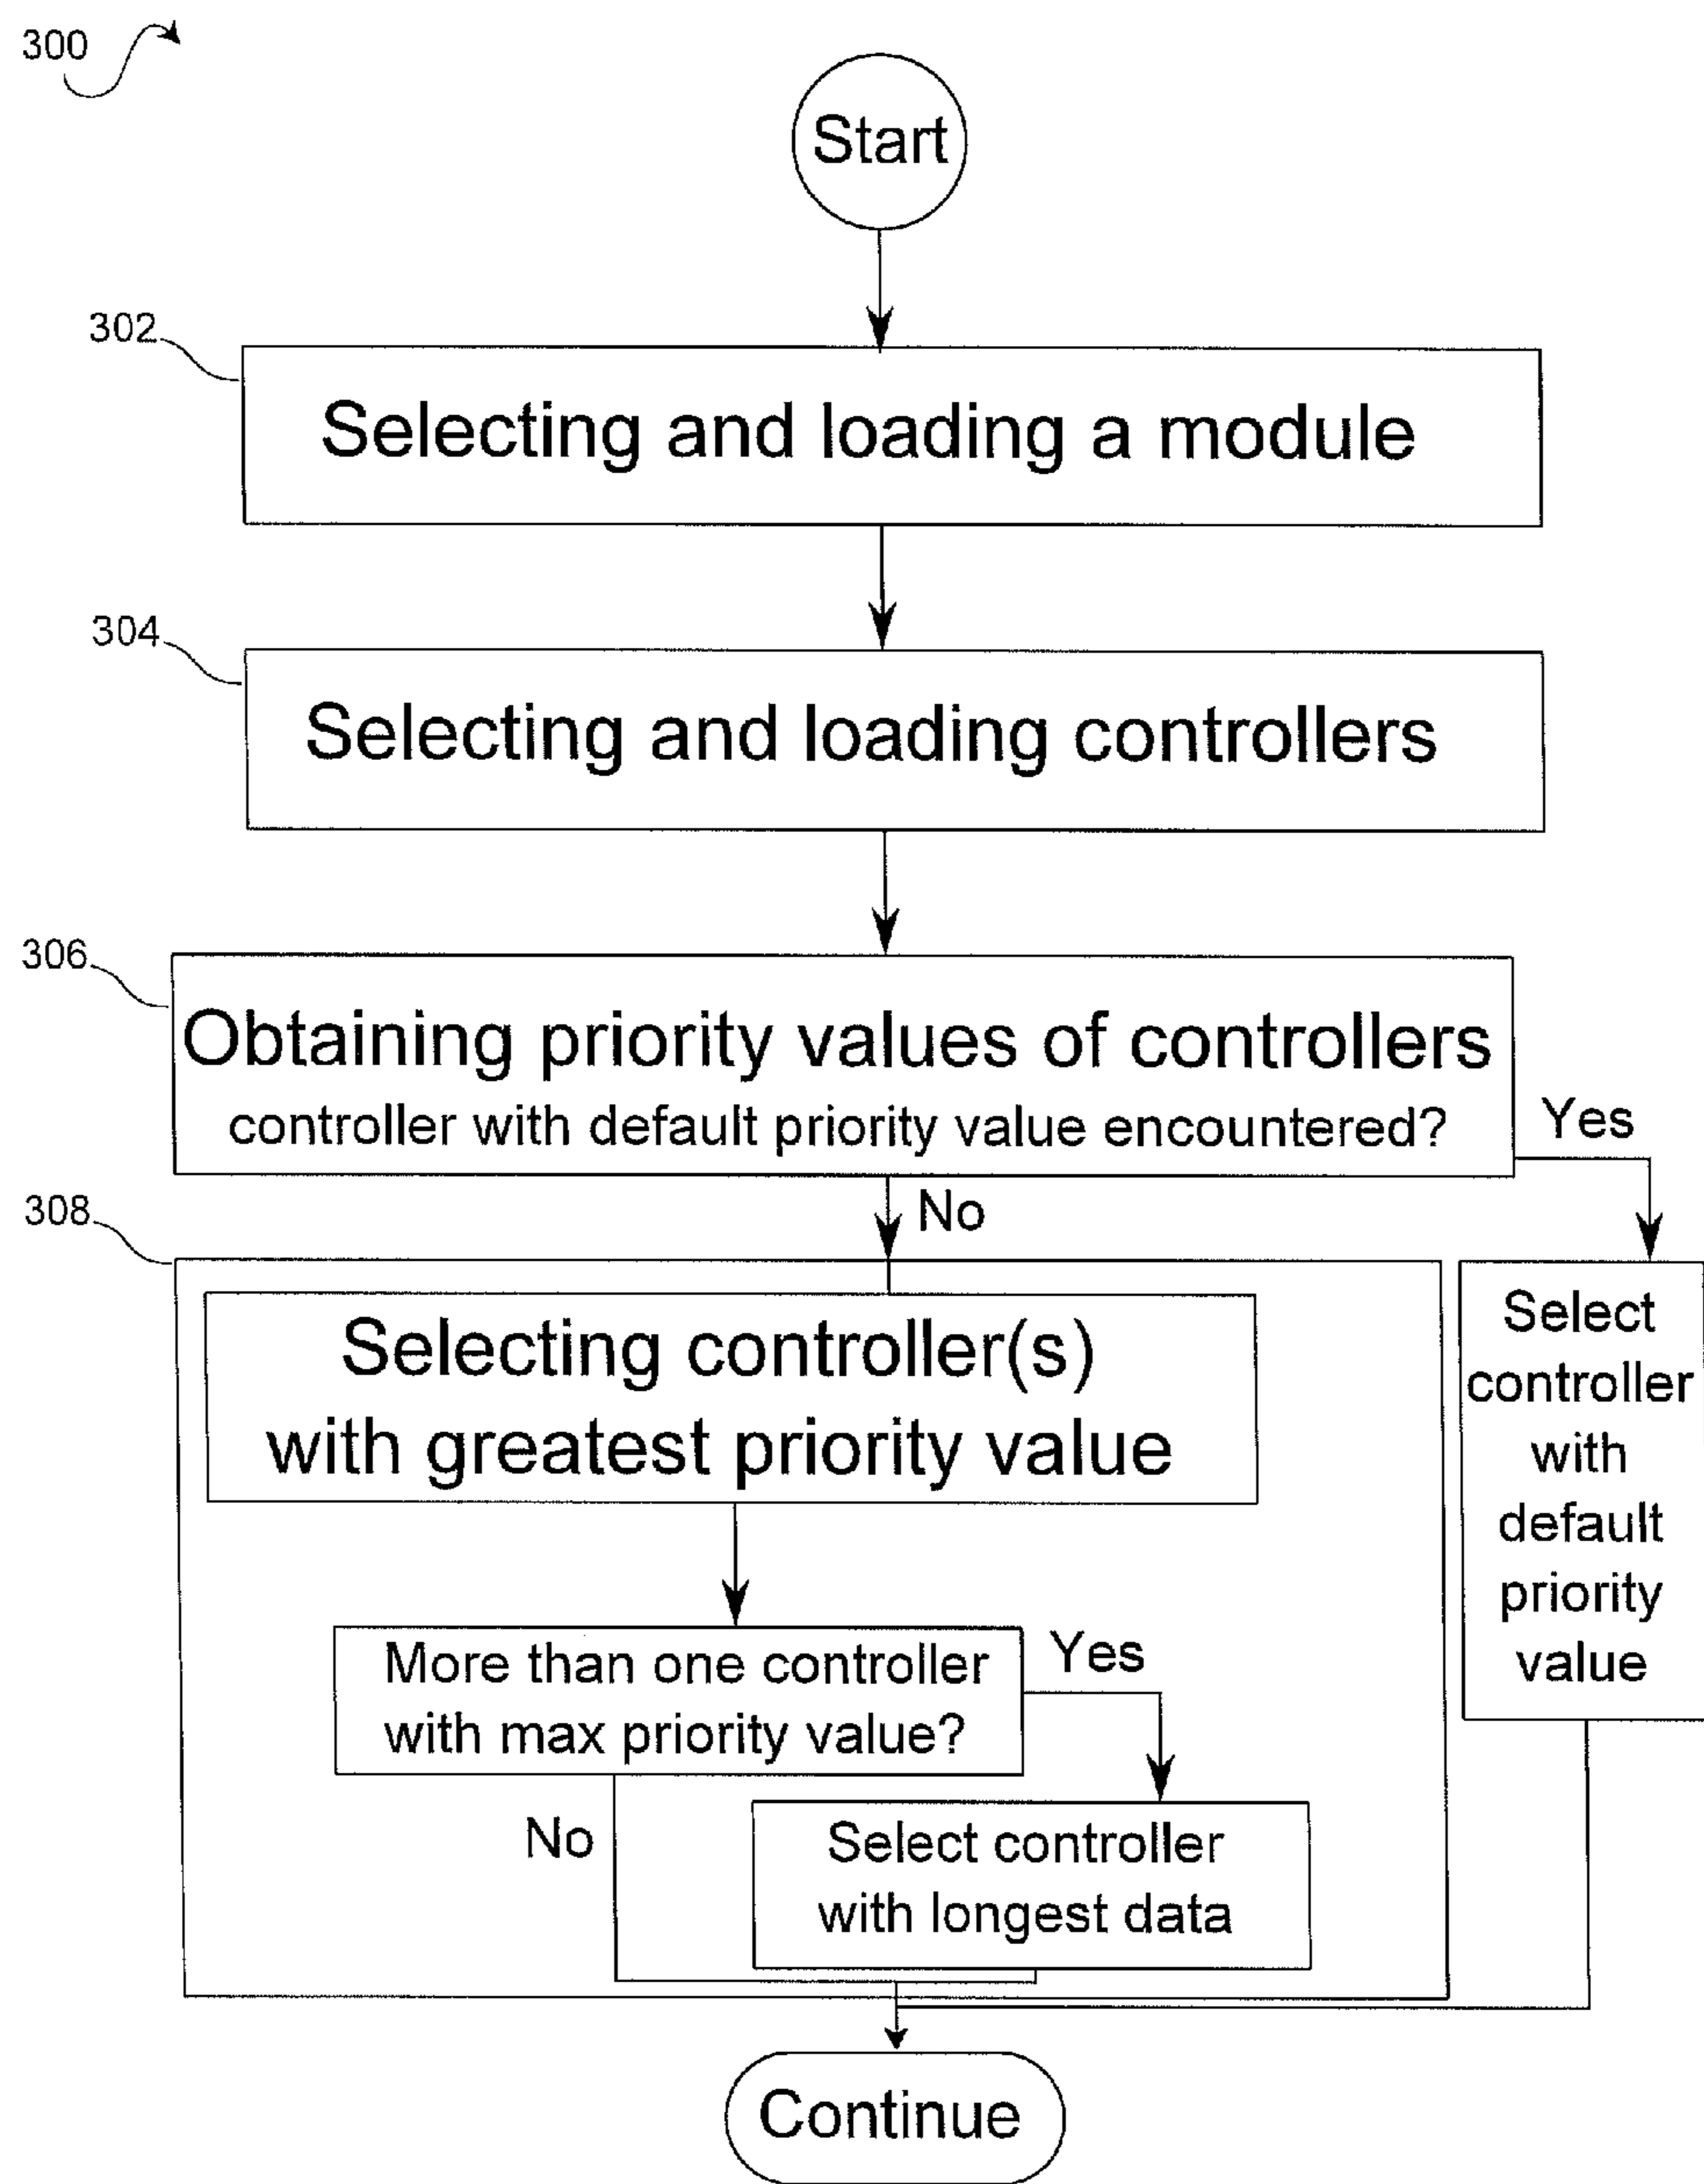 300
Start
302
Selecting and loading a module
304
Selecting and loading controllers
306
Obtaining priority values of controllers
controller with default priority value encountered?
Yes
No
308
Selecting controller(s)
with greatest priority value
Select
controller
with
default
priority
value
More than one controller
with max priority value?
Yes
No
Select controller
with longest data
Continue